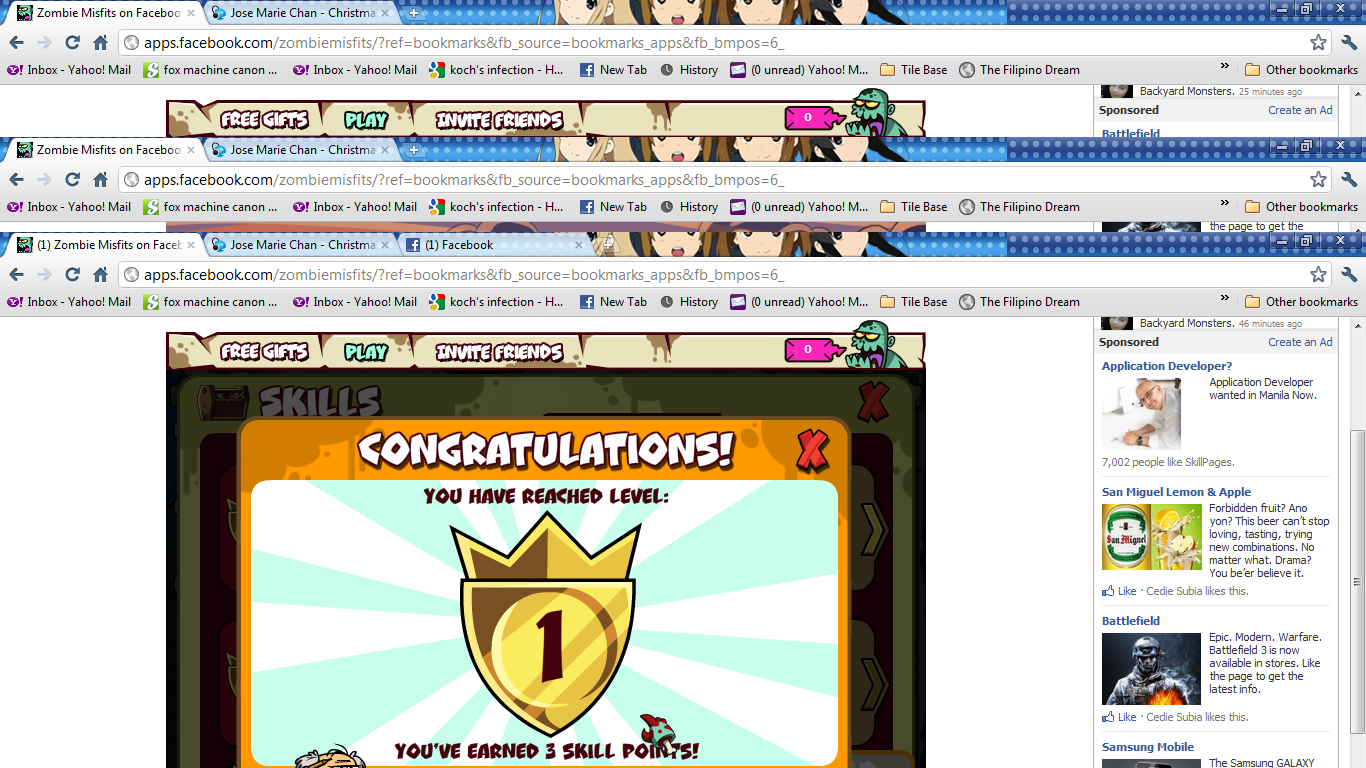 Zombie Misfits on Faceboo
Jose Marie Chan - Christma
apps.facebook.com/zombiemisfits/?ref=bookmarks&fb_source=bookmarks_apps&fb_bmpos=6_
Inbox - Yahoo! Mail
fox machine canon ...
Inbox - Yahoo! Mail
koch's infection - H...
New Tab
History
(0 unread) Yahoo! M...
Tile Base
The Filipino Dream
»
Other bookmarks
FREE GIFTS
PLAY
INVITE FRIENDS
0
Backyard Monsters. 25 minutes ago
Sponsored
Create an Ad
Battlefield
Zombie Misfits on Faceboo
Jose Marie Chan - Christma
apps.facebook.com/zombiemisfits/?ref=bookmarks&fb_source=bookmarks_apps&fb_bmpos=6_
Inbox - Yahoo! Mail
fox machine canon ...
Inbox - Yahoo! Mail
koch's infection - H...
New Tab
History
(0 unread) Yahoo! M...
Tile Base
The Filipino Dream
»
Other bookmarks
the page to get the
(1) Zombie Misfits on Faceb
Jose Marie Chan - Christma
(1) Facebook
apps.facebook.com/zombiemisfits/?ref=bookmarks&fb_source=bookmarks_apps&fb_bmpos=6_
Inbox - Yahoo! Mail
fox machine canon ...
Inbox - Yahoo! Mail
koch's infection - H...
New Tab
History
(0 unread) Yahoo! M...
Tile Base
The Filipino Dream
»
Other bookmarks
FREE GIFTS
PLAY
INVITE FRIENDS
0
SKILLS
CONGRATULATIONS!
YOU HAVE REACHED LEVEL:
1
YOU'VE EARNED 3 SKILL POINTS!
Backyard Monsters. 46 minutes ago
Sponsored
Create an Ad
Application Developer?
Application Developer
wanted in Manila Now.
7,002 people like SkillPages.
San Miguel Lemon & Apple
San Miguel
Forbidden fruit? Ano
yon? This beer can't stop
loving, tasting, trying
new combinations. No
matter what. Drama?
You be'er believe it.
Like · Cedie Subia likes this.
Battlefield
Epic. Modern. Warfare.
Battlefield 3 is now
available in stores. Like
the page to get the
latest info.
Like · Cedie Subia likes this.
Samsung Mobile
The Samsung GALAXY